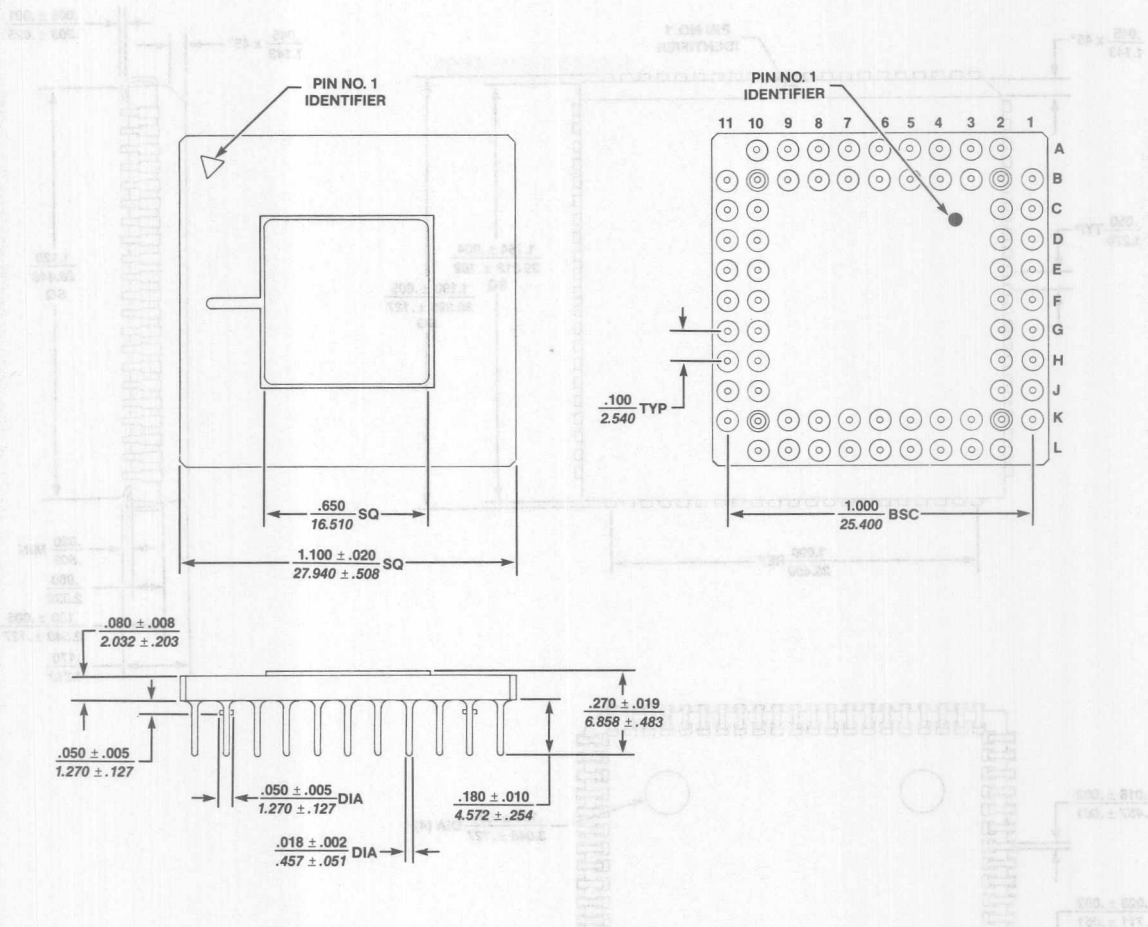 PIN NO. 1
IDENTIFIER
PIN NO. 1
IDENTIFIER
11 10 9 8 7 6 5 4 3 2 1
A
B
C
D
E
F
G
H
J
K
L
.100
2.540 TYP
.650
16.510 SQ
1.100 ± .020
27.940 ± .508 SQ
1.000
25.400 BSC
.080 ± .008
2.032 ± .203
.050 ± .005
1.270 ± .127
.050 ± .005
1.270 ± .127 DIA
.018 ± .002
.457 ± .051 DIA
.180 ± .010
4.572 ± .254
.270 ± .019
6.858 ± .483